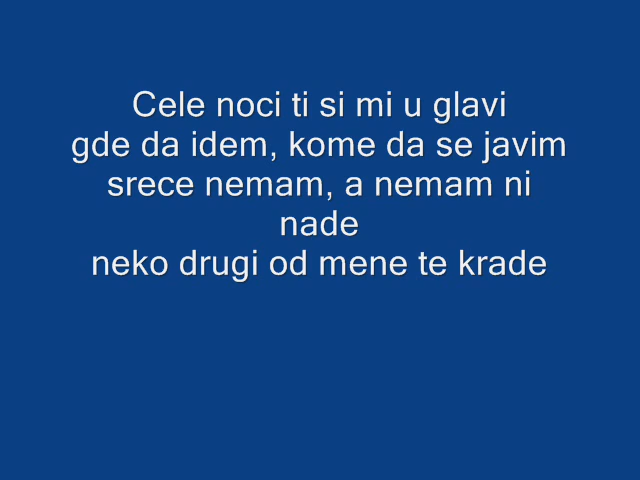 Cele noci ti si mi u glavi
gde da idem, kome da se javim
srece nemam, a nemam ni
nade
neko drugi od mene te krade